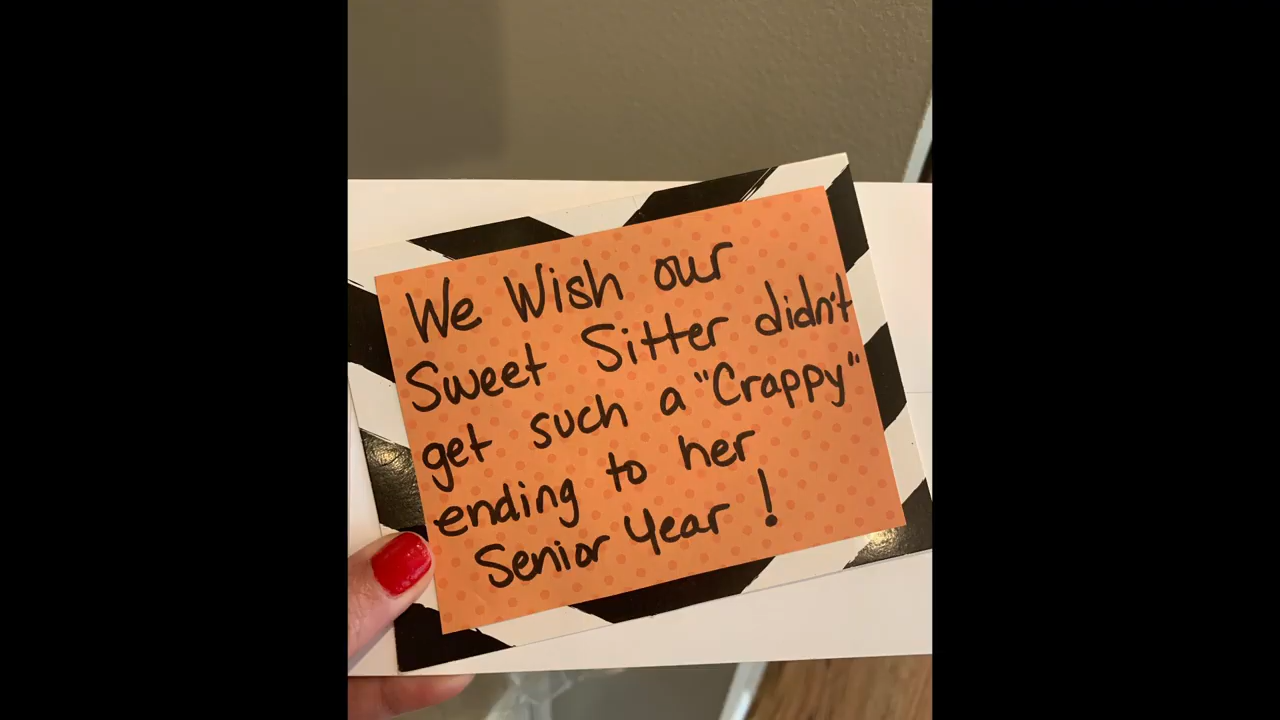 We Wish our
Sweet Sitter didn't
get such a "Crappy"
ending to her
Senior Year!